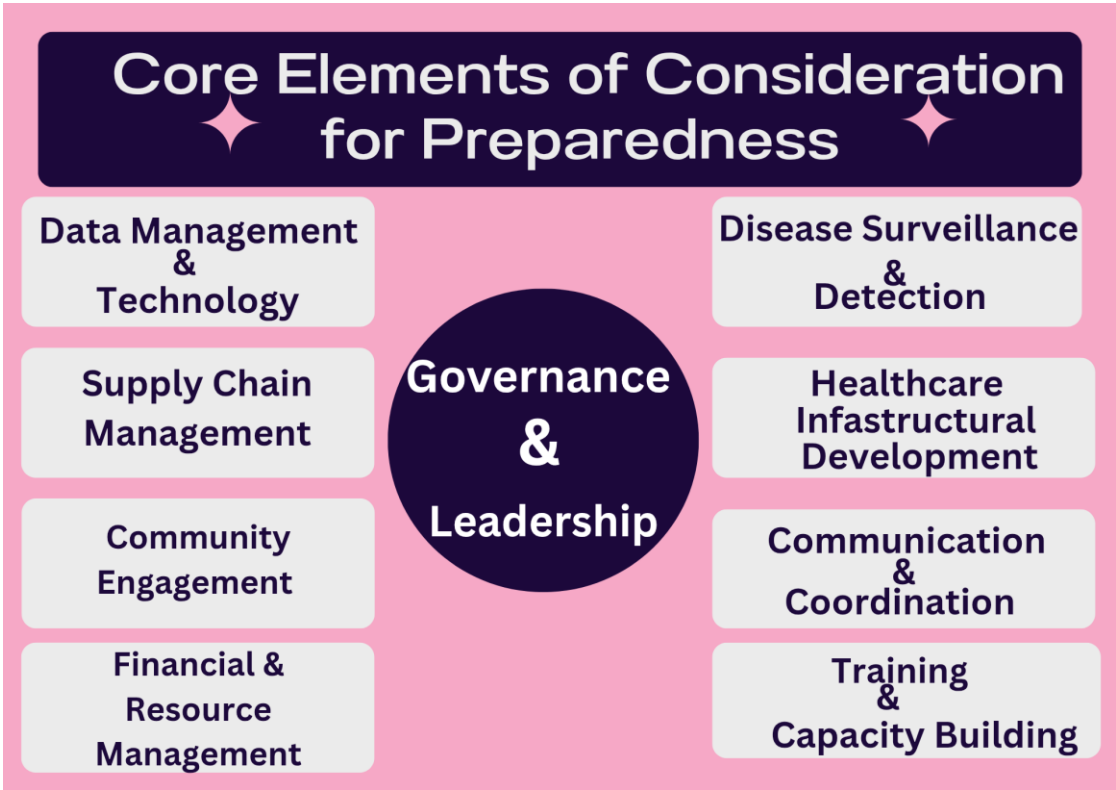 Core Elements of Consideration
for Preparedness
Data Management
&
Technology
Supply Chain
Management
Community
Engagement
Financial &
Resource
Management
Governance
&
Leadership
Disease Surveillance
&
Detection
Healthcare
Infastructural
Development
Communication
&
Coordination
Training
&
Capacity Building